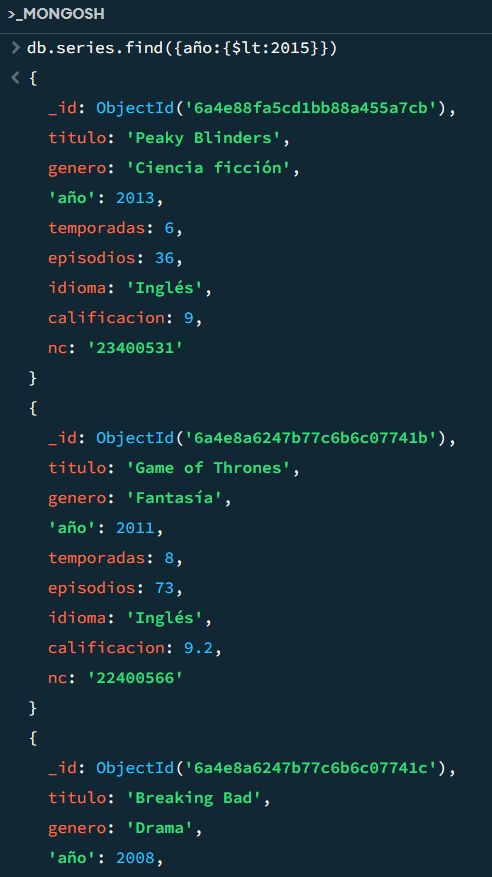 >_MONGOSH
> db.series.find({año:{$lt:2015}})
< {
_id: ObjectId('6a4e88fa5cd1bb88a455a7cb'),
titulo: 'Peaky Blinders',
genero: 'Ciencia ficción',
'año': 2013,
temporadas: 6,
episodios: 36,
idioma: 'Inglés',
calificacion: 9,
nc: '23400531'
}
{
_id: ObjectId('6a4e8a6247b77c6b6c07741b'),
titulo: 'Game of Thrones',
genero: 'Fantasía',
'año': 2011,
temporadas: 8,
episodios: 73,
idioma: 'Inglés',
calificacion: 9.2,
nc: '22400566'
}
{
_id: ObjectId('6a4e8a6247b77c6b6c07741c'),
titulo: 'Breaking Bad',
genero: 'Drama',
'año': 2008,